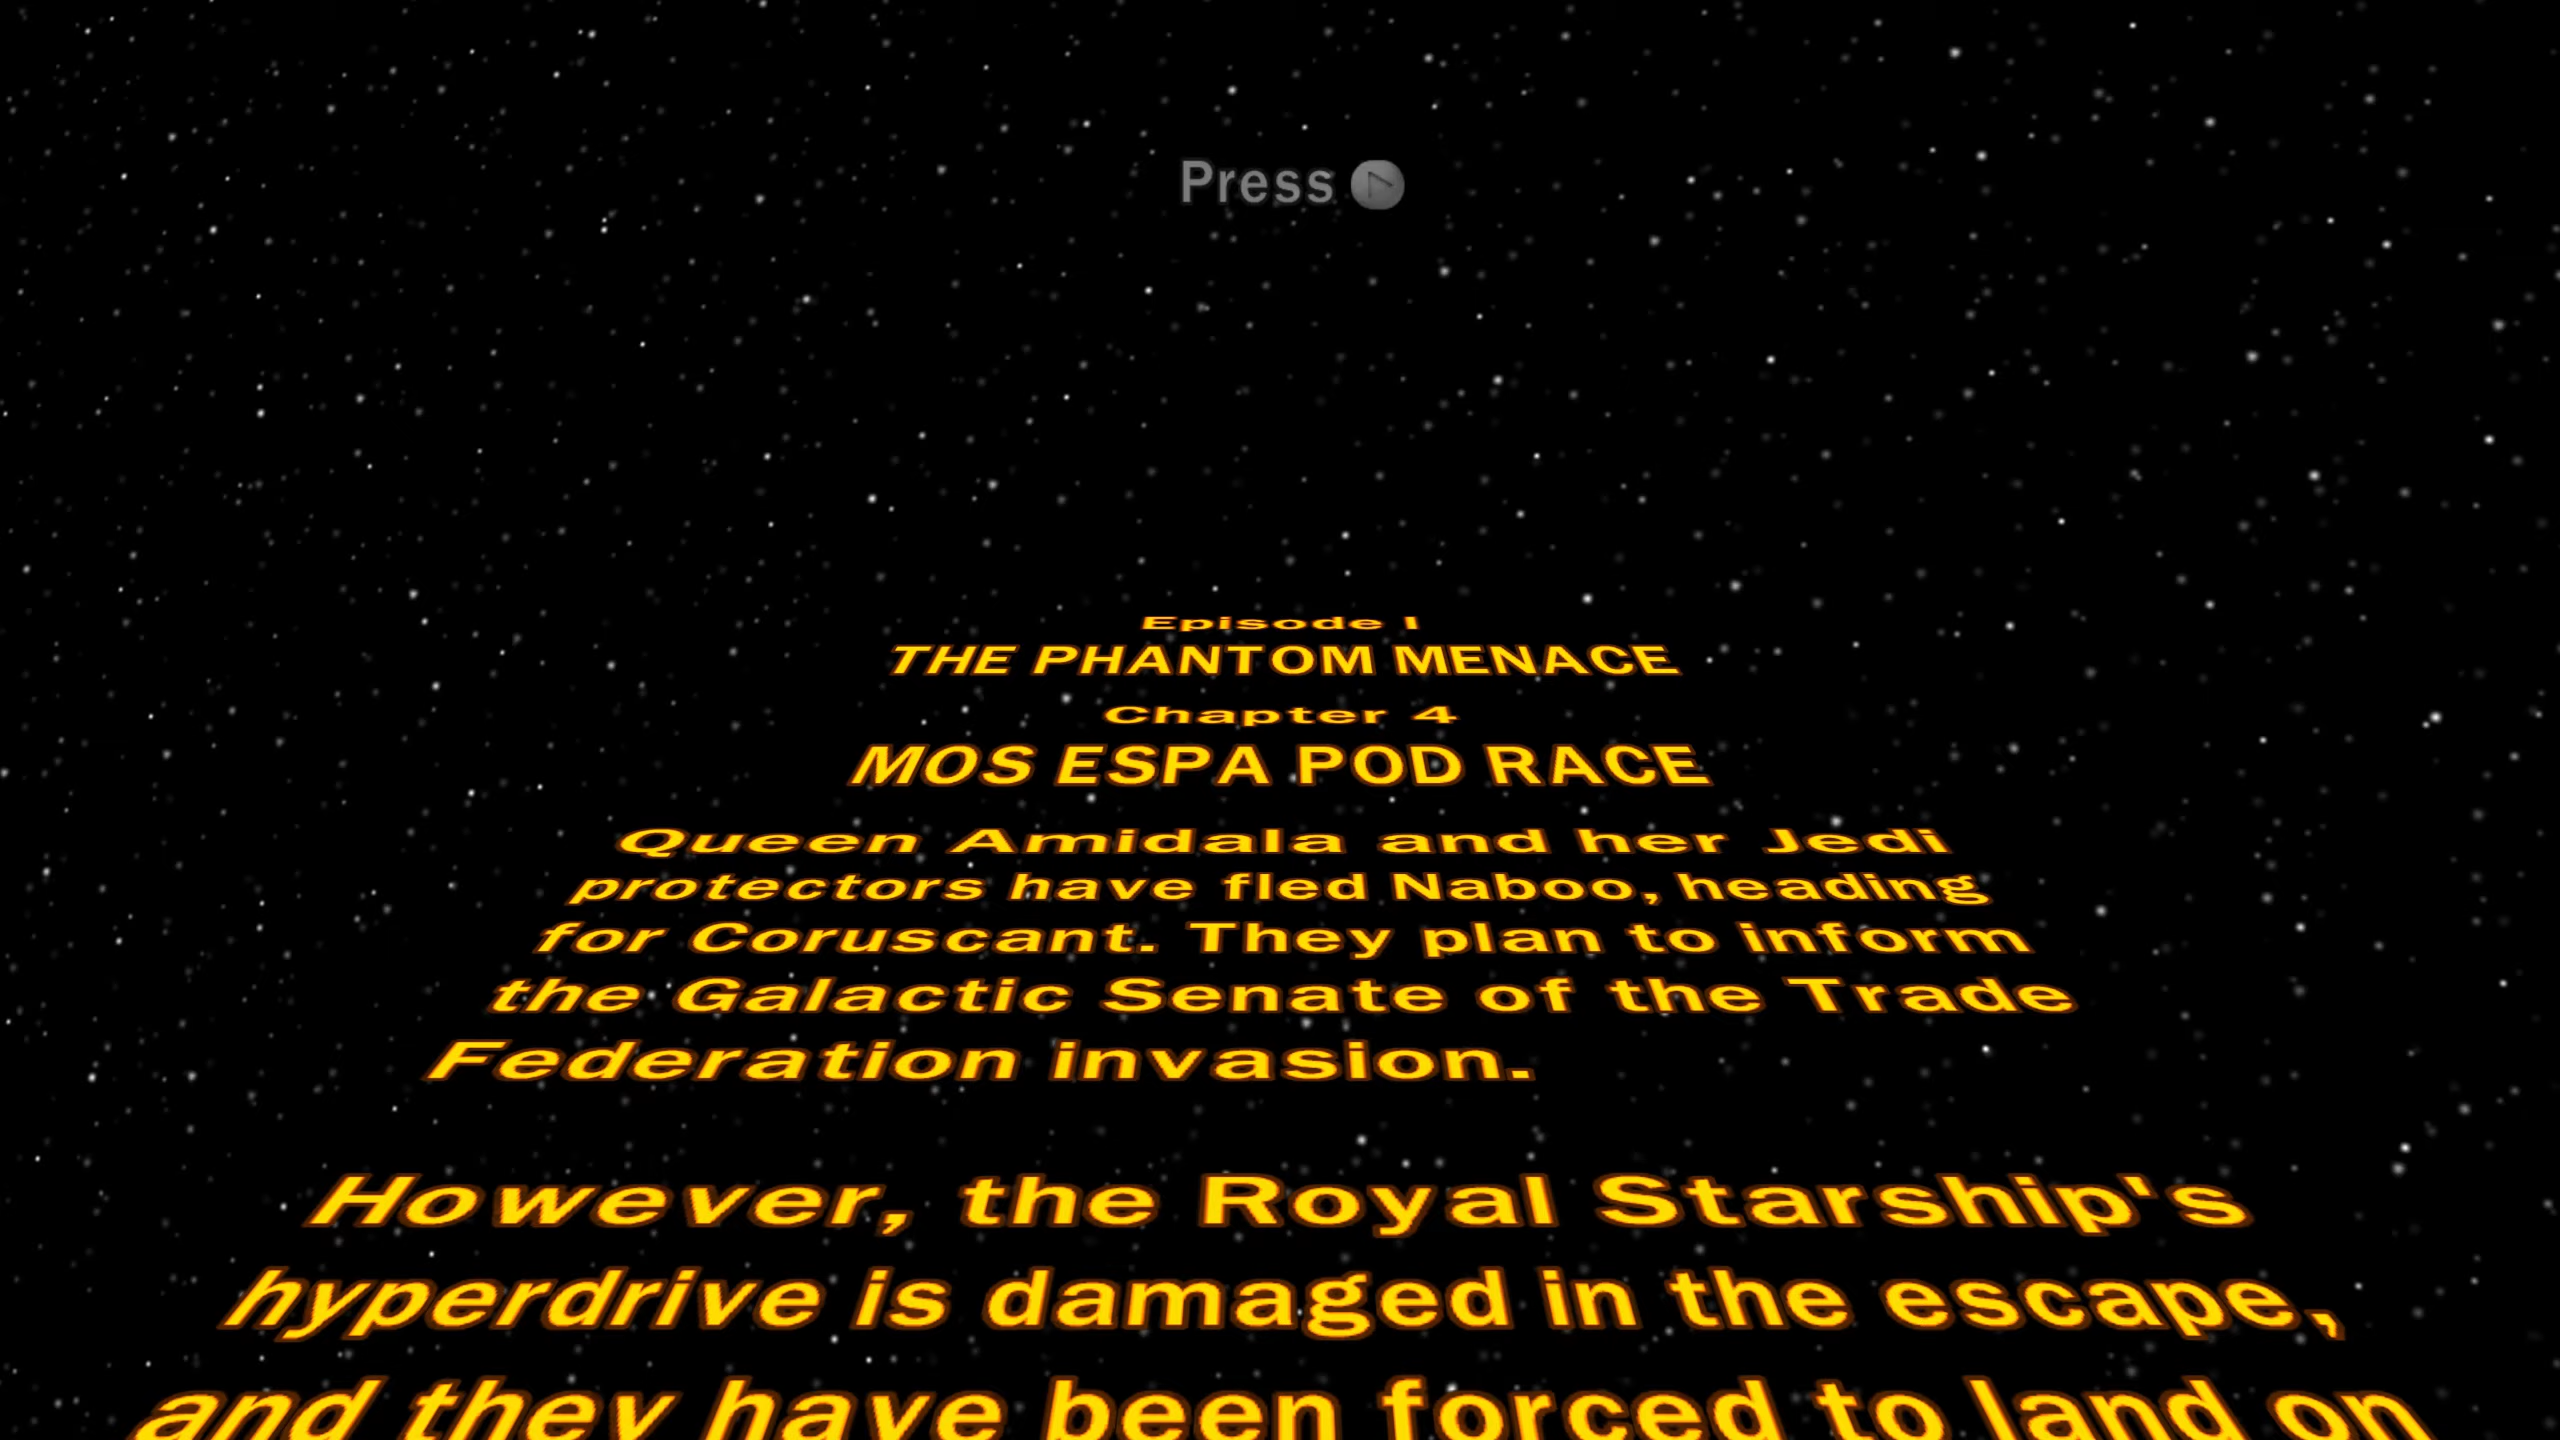 Press
Episode I
THE PHANTOM MENACE
Chapter 4
MOS ESPA POD RACE
Queen Amidala and her Jedi
protectors have fled Naboo, heading
for Coruscant. They plan to inform
the Galactic Senate of the Trade
Federation invasion.
However, the Royal Starship's
hyperdrive is damaged in the escape,
and they have been forced to land on